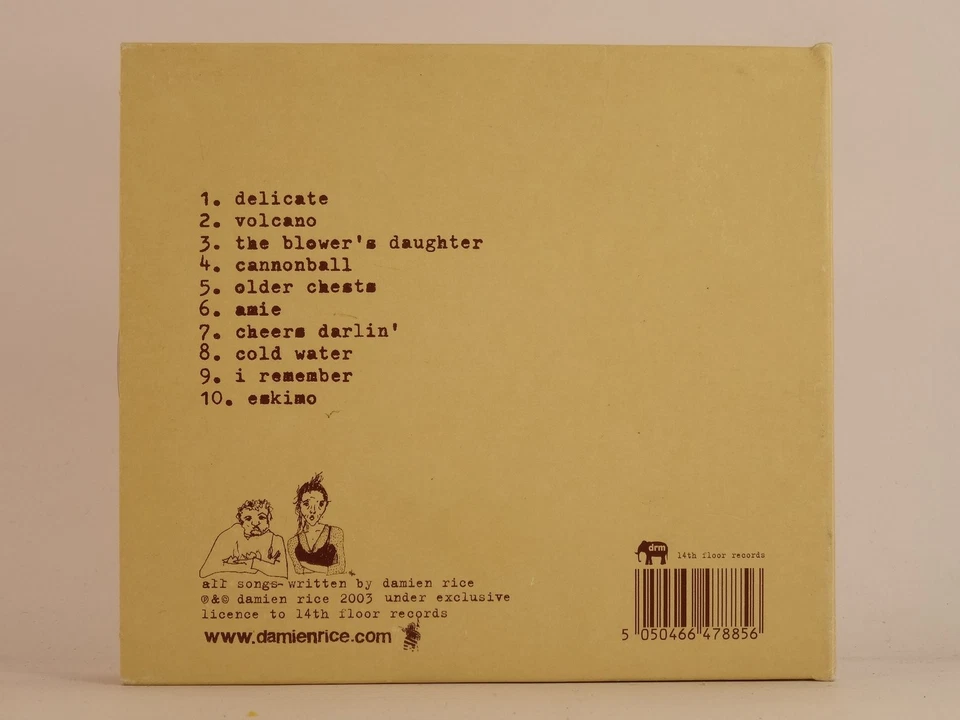 1. delicate
2. volcano
3. the blower's daughter
4. cannonball
5. older chests
6. amie
7. cheers darlin'
8. cold water
9. i remember
10. eskimo
all songs written by damien rice
℗&© damien rice 2003 under exclusive
licence to 14th floor records
www.damienrice.com
drm
14th floor records
5 050466 478856